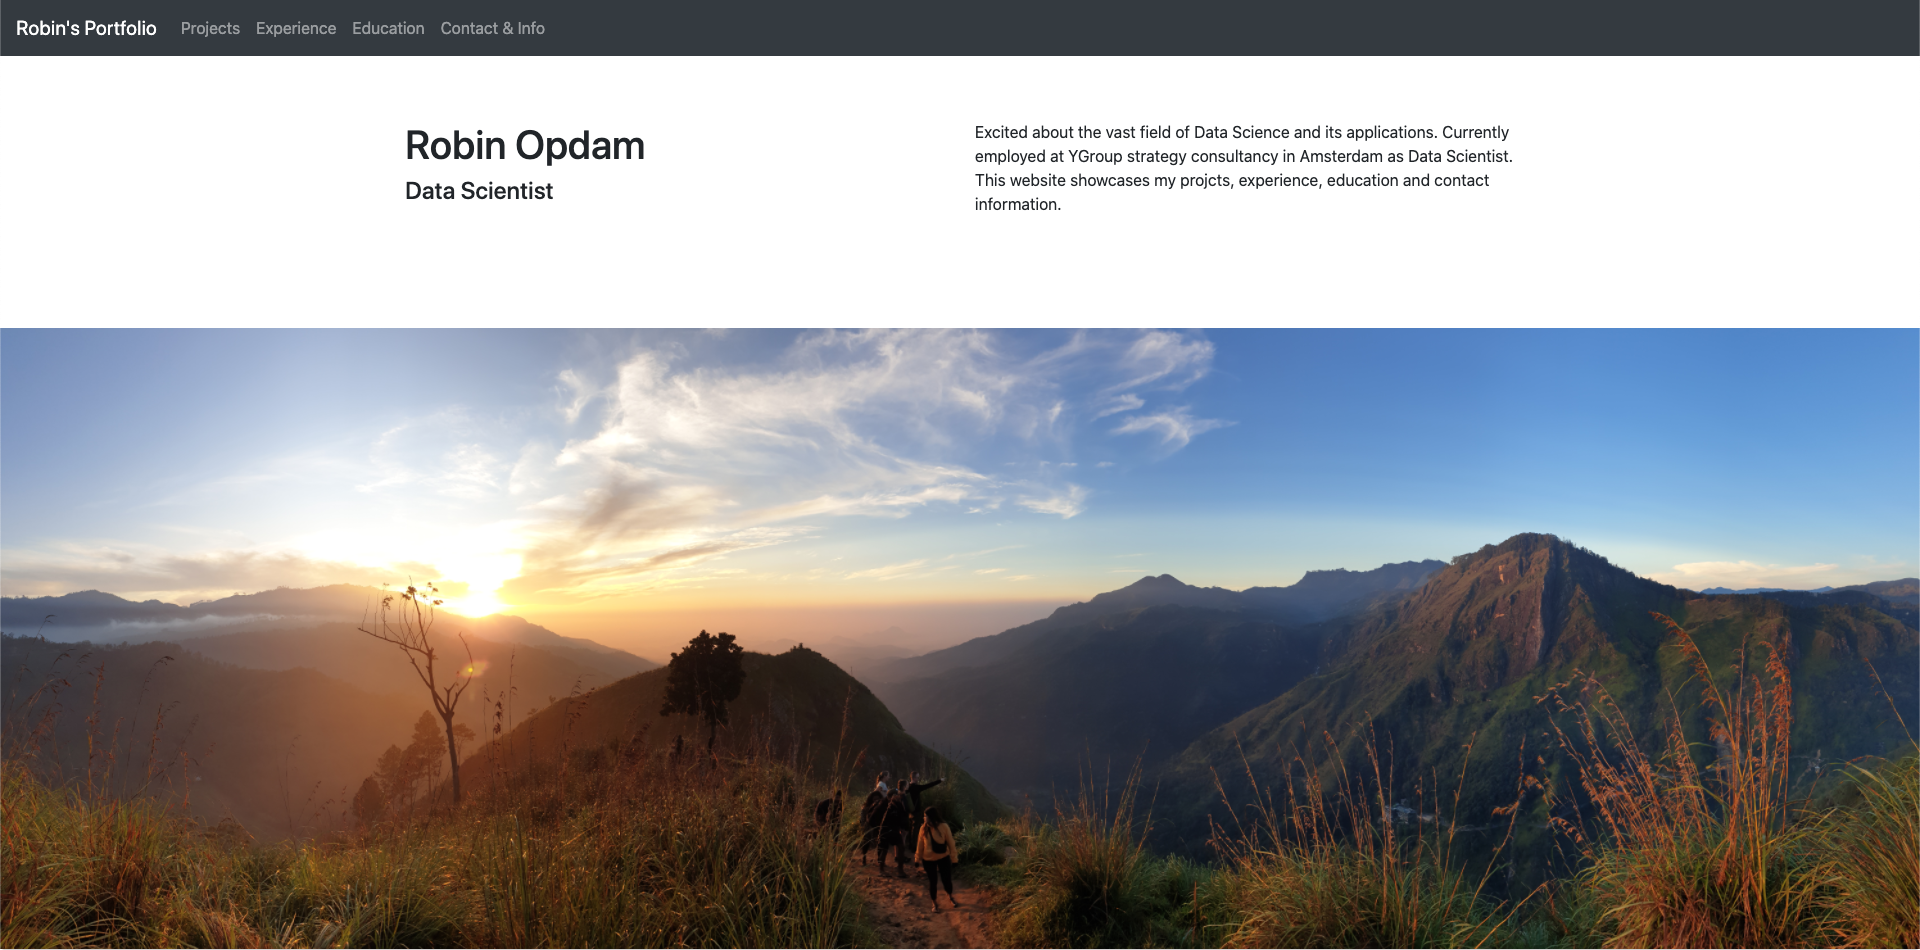 Robin's Portfolio Projects Experience Education Contact & Info
Robin Opdam
Data Scientist
Excited about the vast field of Data Science and its applications. Currently
employed at YGroup strategy consultancy in Amsterdam as Data Scientist.
This website showcases my projcts, experience, education and contact
information.